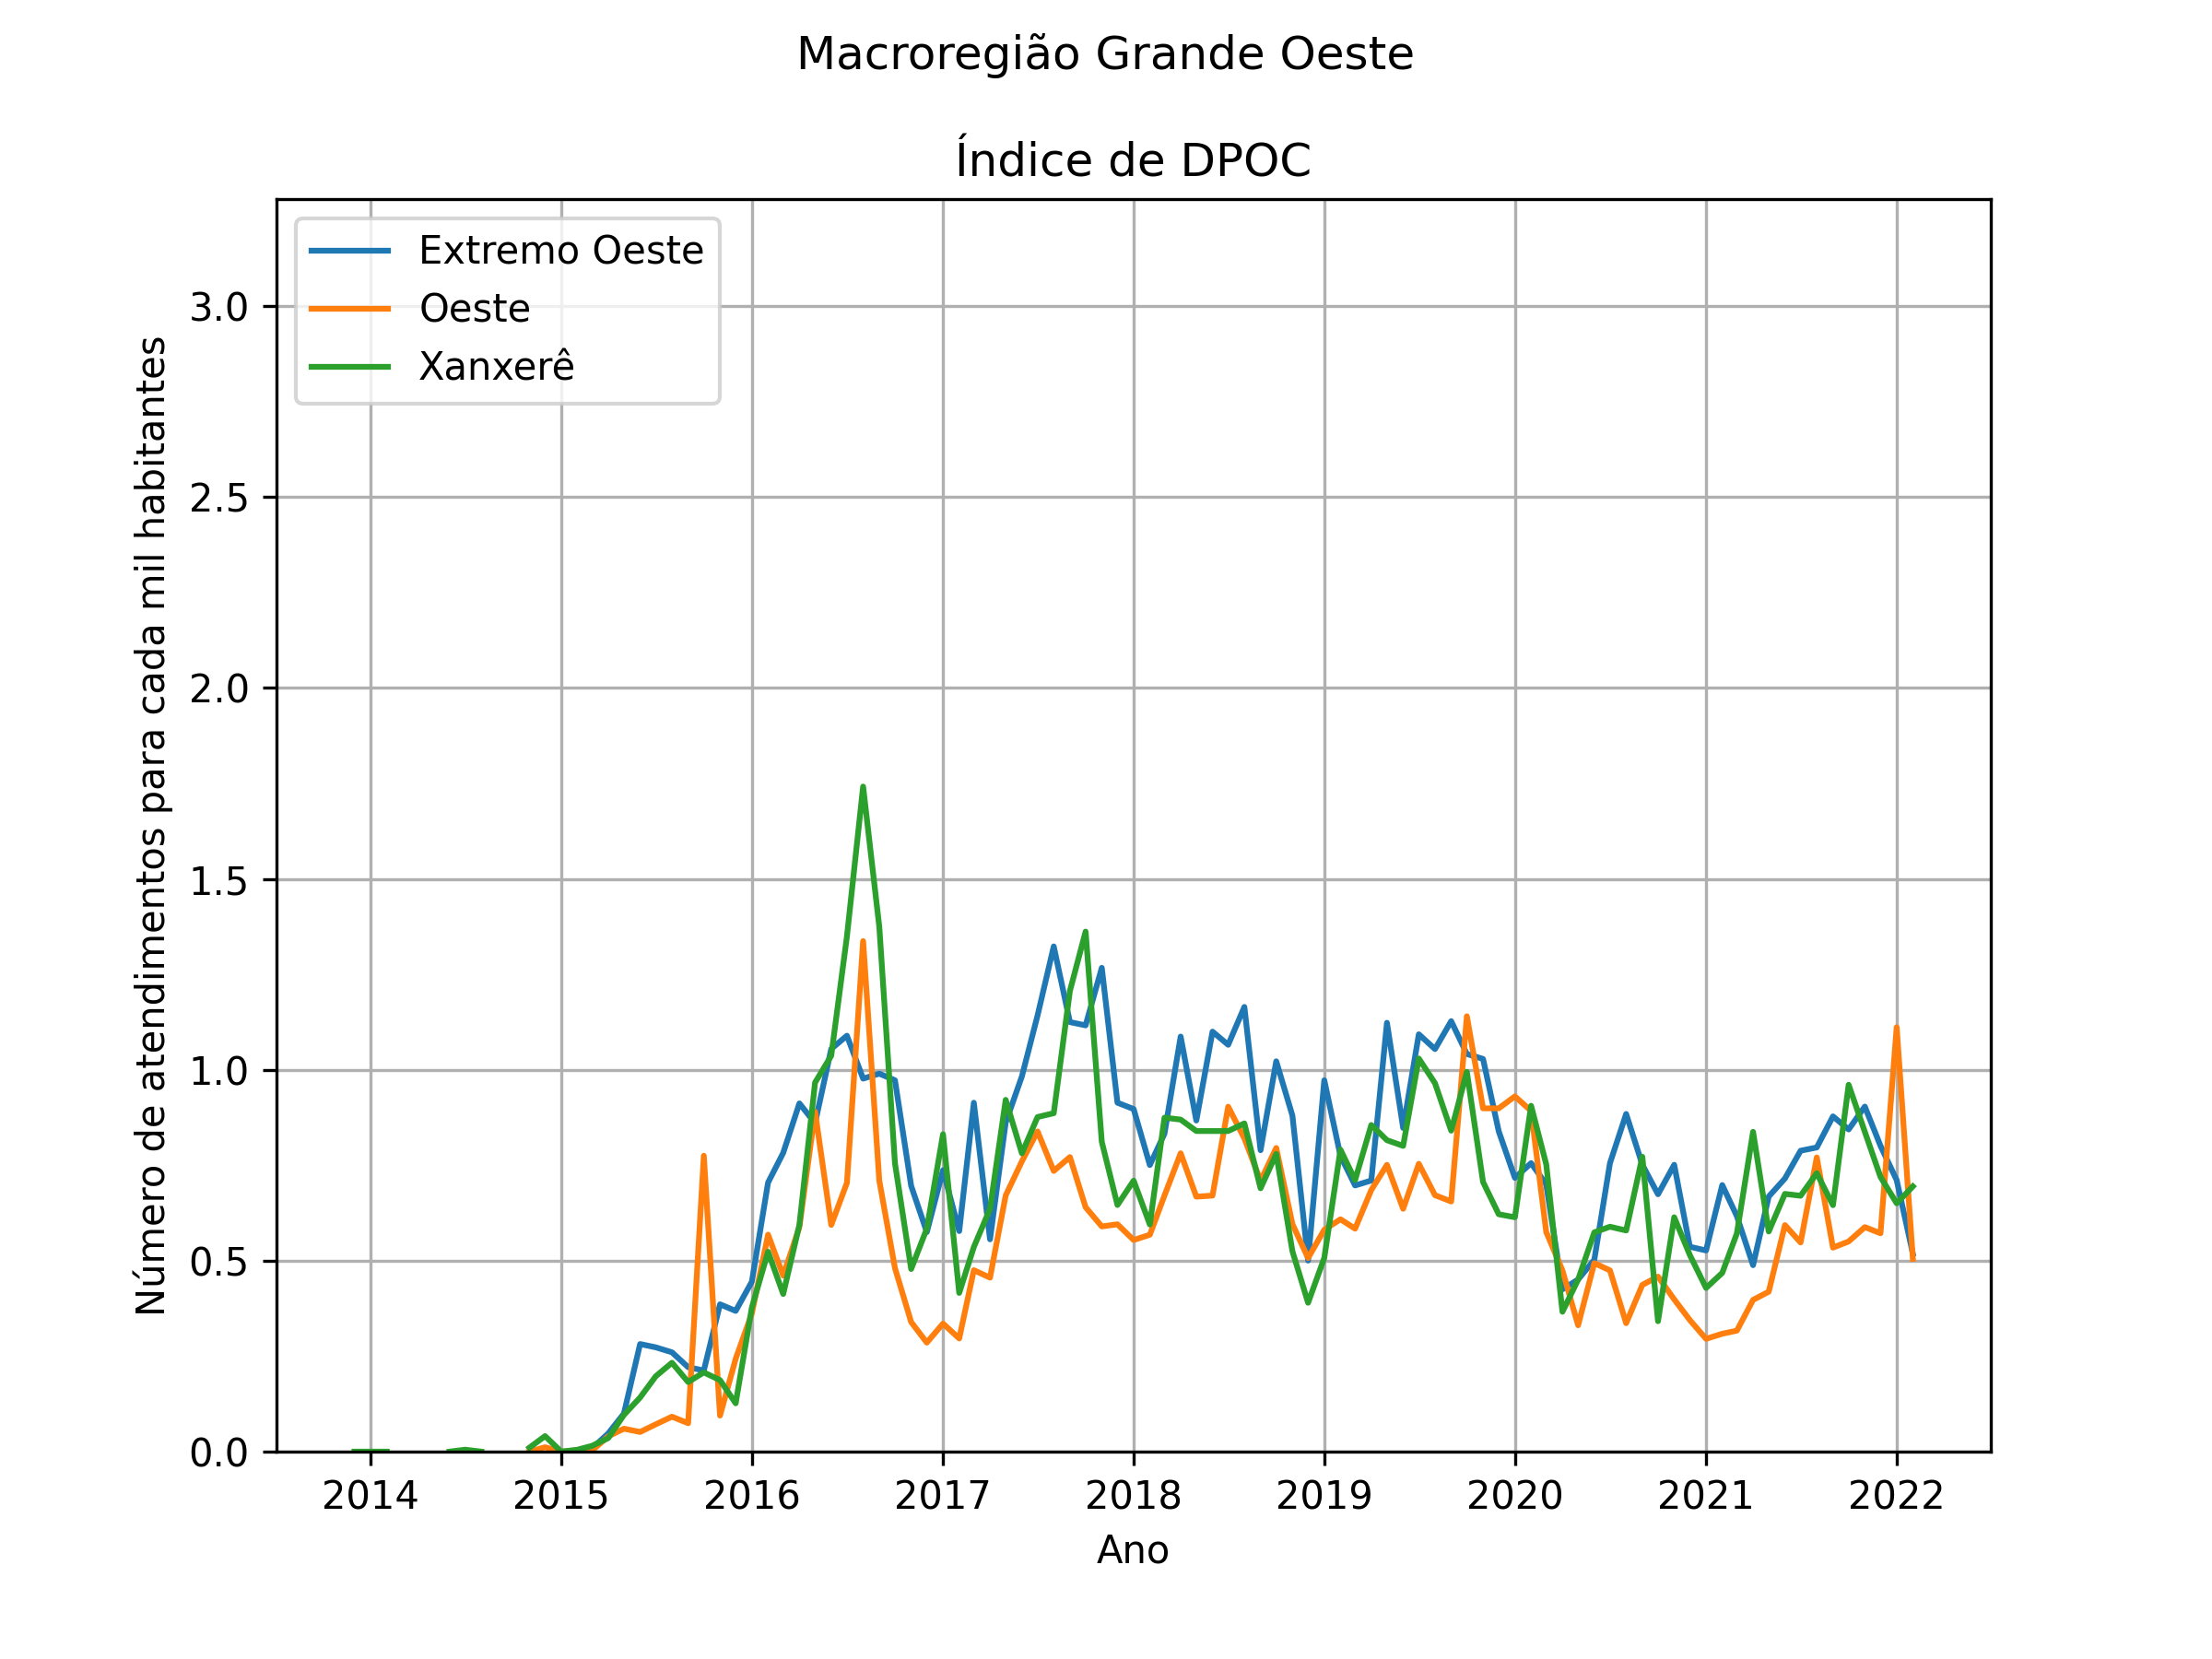 Macroregião Grande Oeste
Índice de DPOC
Extremo Oeste
Oeste
Xanxerê
Número de atendimentos para cada mil habitantes
3.0
2.5
2.0
1.5
1.0
0.5
0.0
2014 2015 2016 2017 2018 2019 2020 2021 2022
Ano